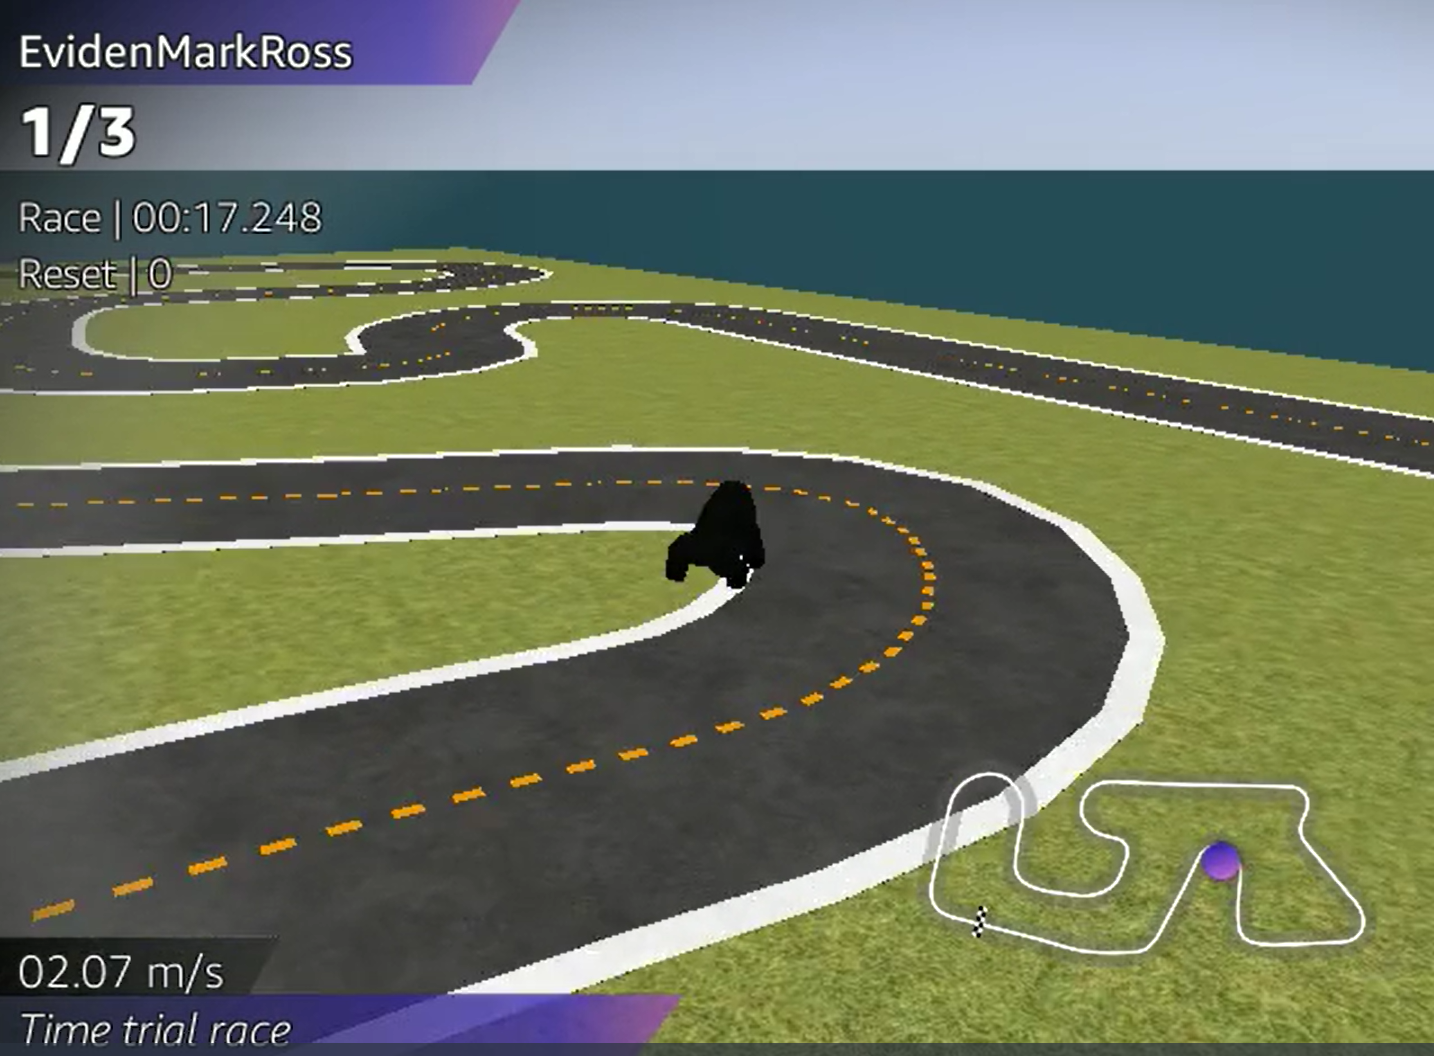 EvidenMarkRoss
1/3
Race | 00:17.248
Reset | 0
02.07 m/s
Time trial race